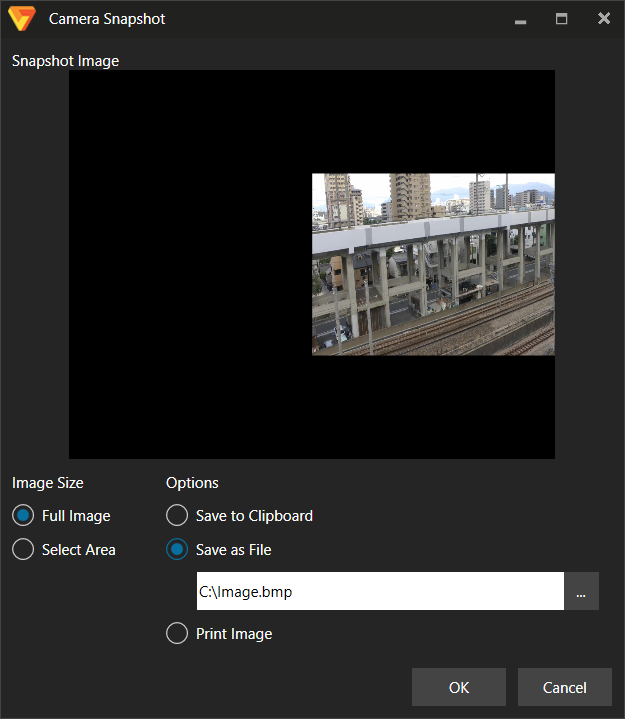 Camera Snapshot
Snapshot Image
Image Size
Options
Full Image
Save to Clipboard
Select Area
Save as File
C:\Image.bmp
...
Print Image
OK
Cancel